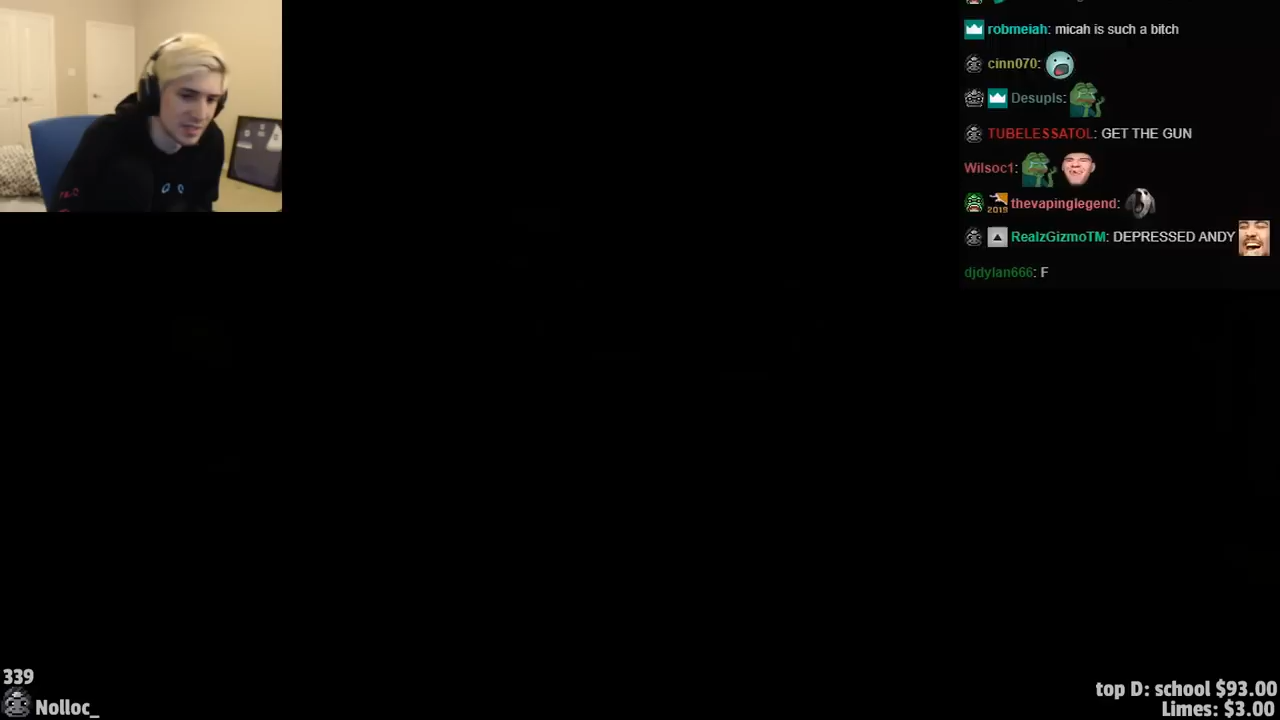 robmeiah: micah is such a bitch
cinn070:
Desupls:
TUBELESSATOL: GET THE GUN
Wilsoc1:
2019 thevapinglegend:
RealzGizmoTM: DEPRESSED ANDY
djdylan666: F
339
Nolloc_
top D: school $93.00
Limes: $3.00